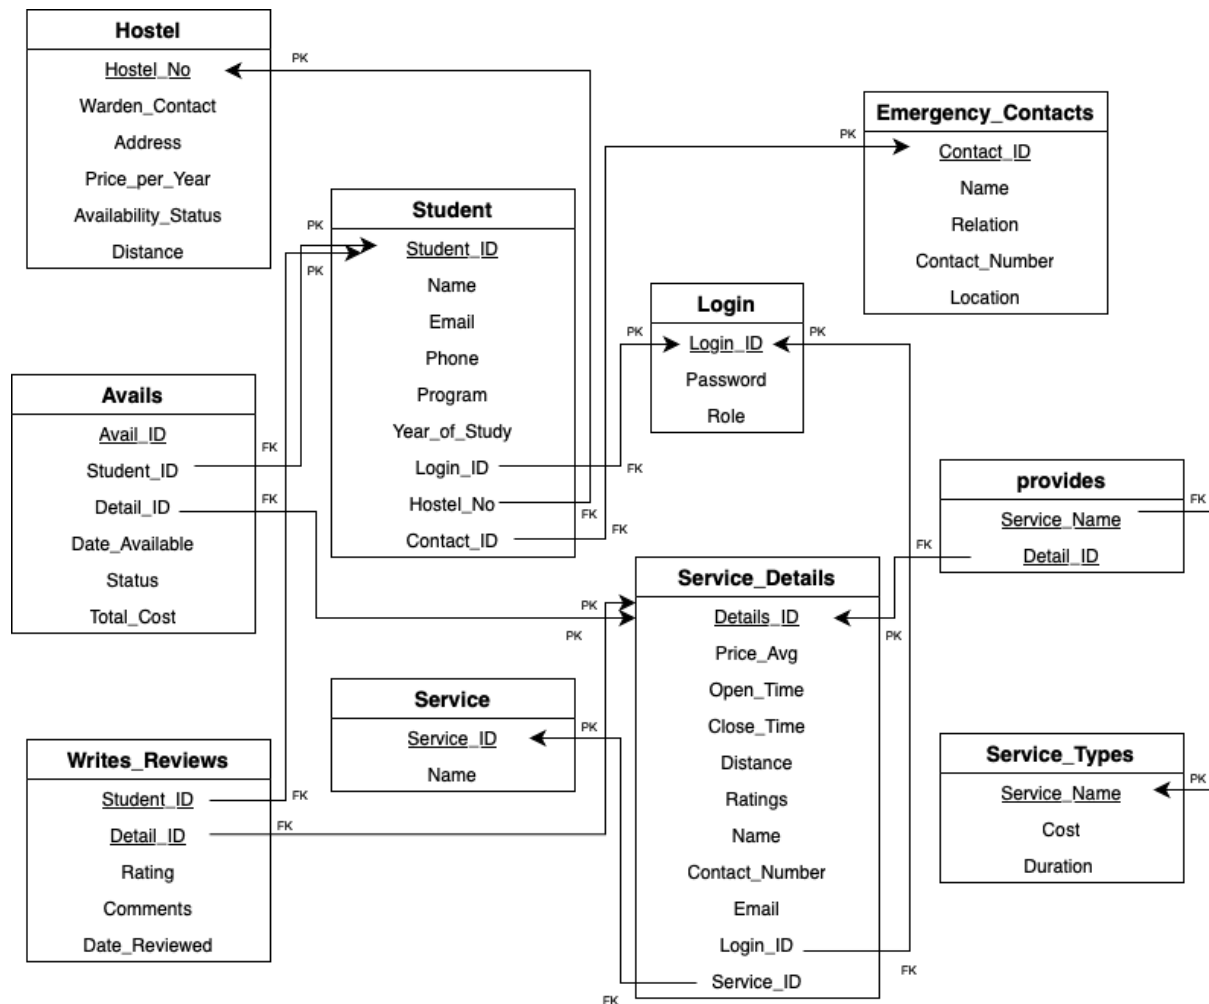 Hostel
Hostel_No
Warden_Contact
Address
Price_per_Year
Availability_Status
Distance
PK
Emergency_Contacts
Contact_ID
Name
Relation
Contact_Number
Location
PK
Student
Student_ID
Name
Email
Phone
Program
Year_of_Study
Login_ID
Hostel_No
Contact_ID
PK
PK
FK
FK
FK
Login
Login_ID
Password
Role
PK
PK
Avails
Avail_ID
Student_ID
Detail_ID
Date_Available
Status
Total_Cost
FK
FK
provides
Service_Name
Detail_ID
FK
FK
Service_Details
Details_ID
Price_Avg
Open_Time
Close_Time
Distance
Ratings
Name
Contact_Number
Email
Login_ID
Service_ID
PK
PK
PK
FK
FK
Service
Service_ID
Name
PK
Writes_Reviews
Student_ID
Detail_ID
Rating
Comments
Date_Reviewed
FK
FK
Service_Types
Service_Name
Cost
Duration
PK